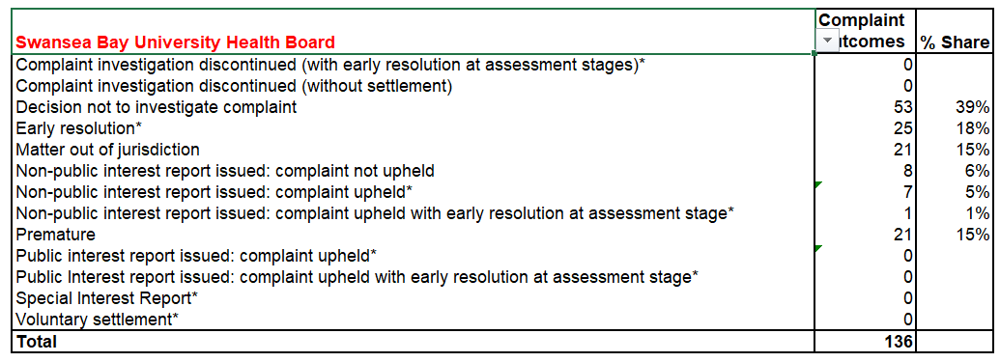 Complaint
Swansea Bay University Health Board utcomes % Share
Complaint investigation discontinued (with early resolution at assessment stages)* 0
Complaint investigation discontinued (without settlement) 0
Decision not to investigate complaint 53 39%
Early resolution* 25 18%
Matter out of jurisdiction 21 15%
Non-public interest report issued: complaint not upheld 8 6%
Non-public interest report issued: complaint upheld* 7 5%
Non-public interest report issued: complaint upheld with early resolution at assessment stage* 1 1%
Premature 21 15%
Public interest report issued: complaint upheld* 0
Public Interest report issued: complaint upheld with early resolution at assessment stage* 0
Special Interest Report* 0
Voluntary settlement* 0
Total 136